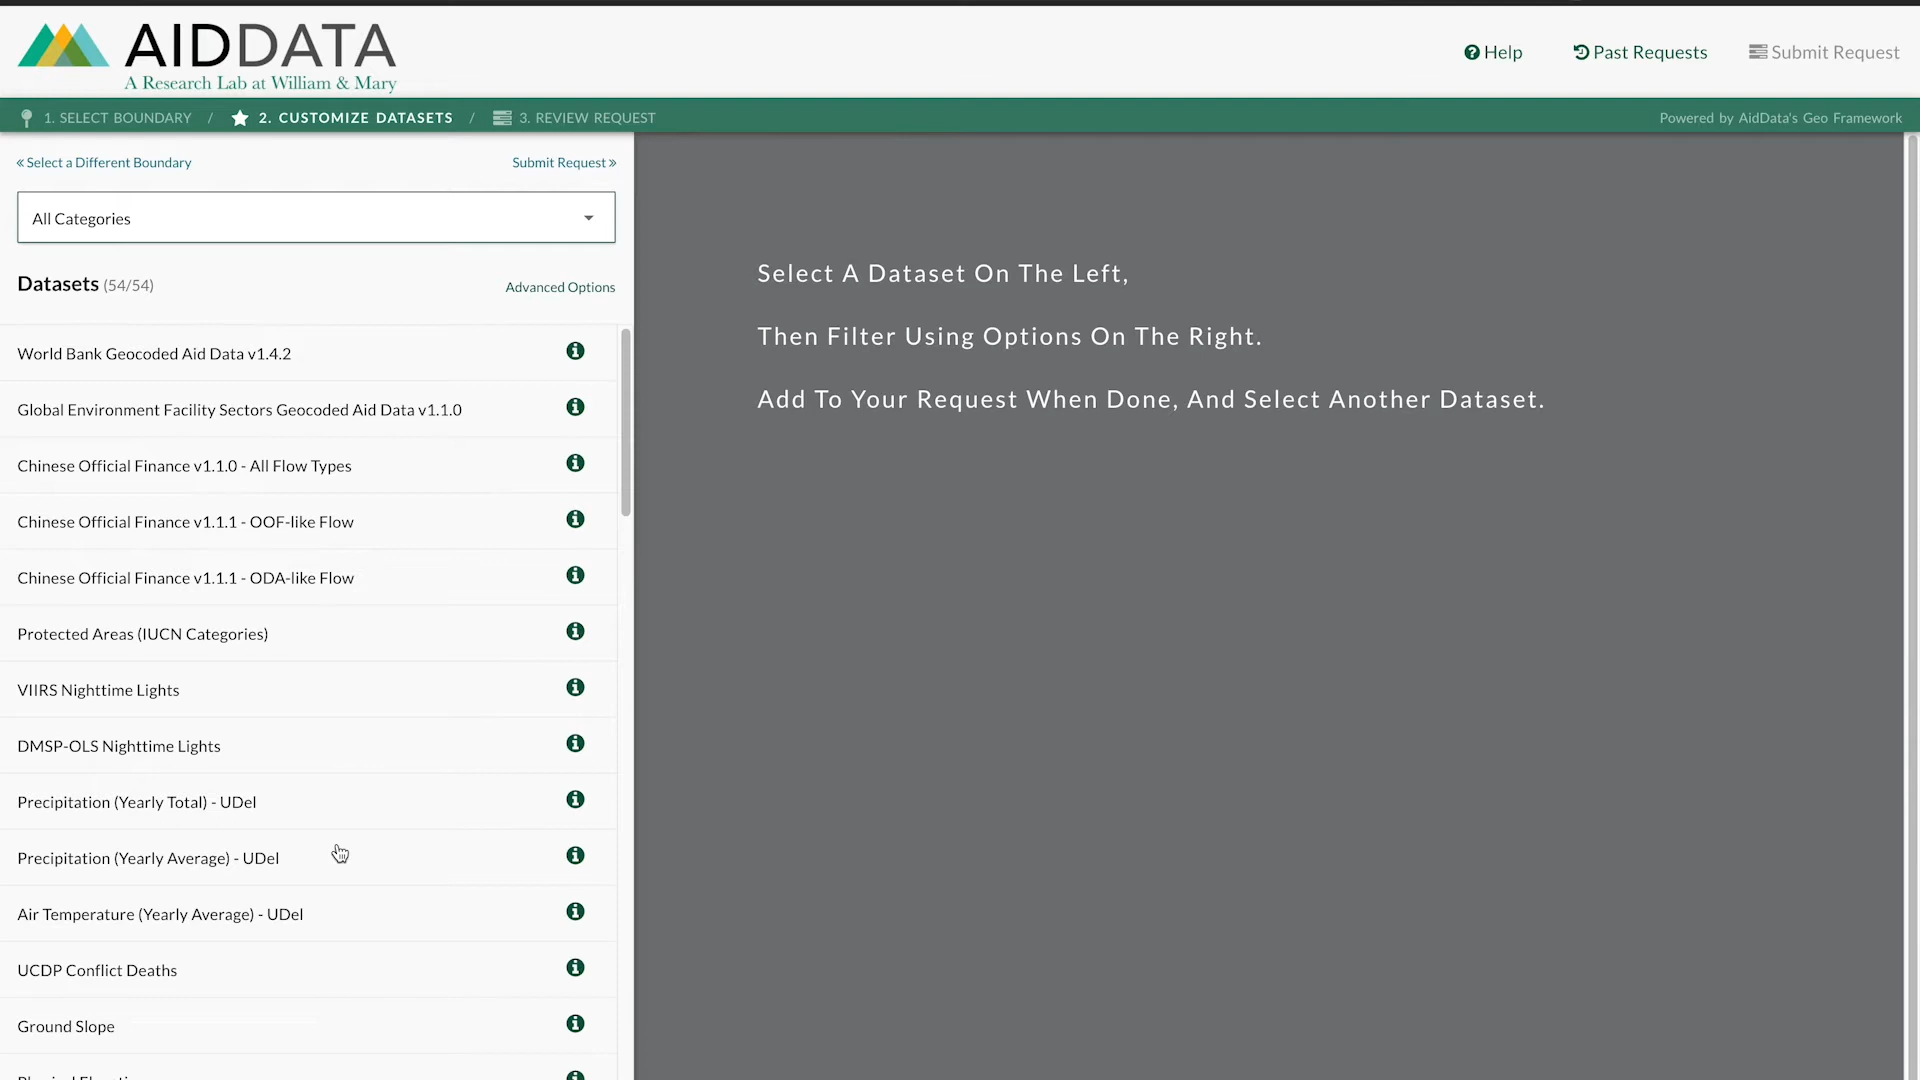 AIDDATA
A Research Lab at William & Mary
Help
Past Requests
Submit Request
1. SELECT BOUNDARY / 2. CUSTOMIZE DATASETS / 3. REVIEW REQUEST
Powered by AidData's Geo Framework
« Select a Different Boundary
Submit Request »
All Categories
Datasets (54/54)
Advanced Options
World Bank Geocoded Aid Data v1.4.2
Global Environment Facility Sectors Geocoded Aid Data v1.1.0
Chinese Official Finance v1.1.0 - All Flow Types
Chinese Official Finance v1.1.1 - OOF-like Flow
Chinese Official Finance v1.1.1 - ODA-like Flow
Protected Areas (IUCN Categories)
VIIRS Nighttime Lights
DMSP-OLS Nighttime Lights
Precipitation (Yearly Total) - UDel
Precipitation (Yearly Average) - UDel
Air Temperature (Yearly Average) - UDel
UCDP Conflict Deaths
Ground Slope
Select A Dataset On The Left,
Then Filter Using Options On The Right.
Add To Your Request When Done, And Select Another Dataset.